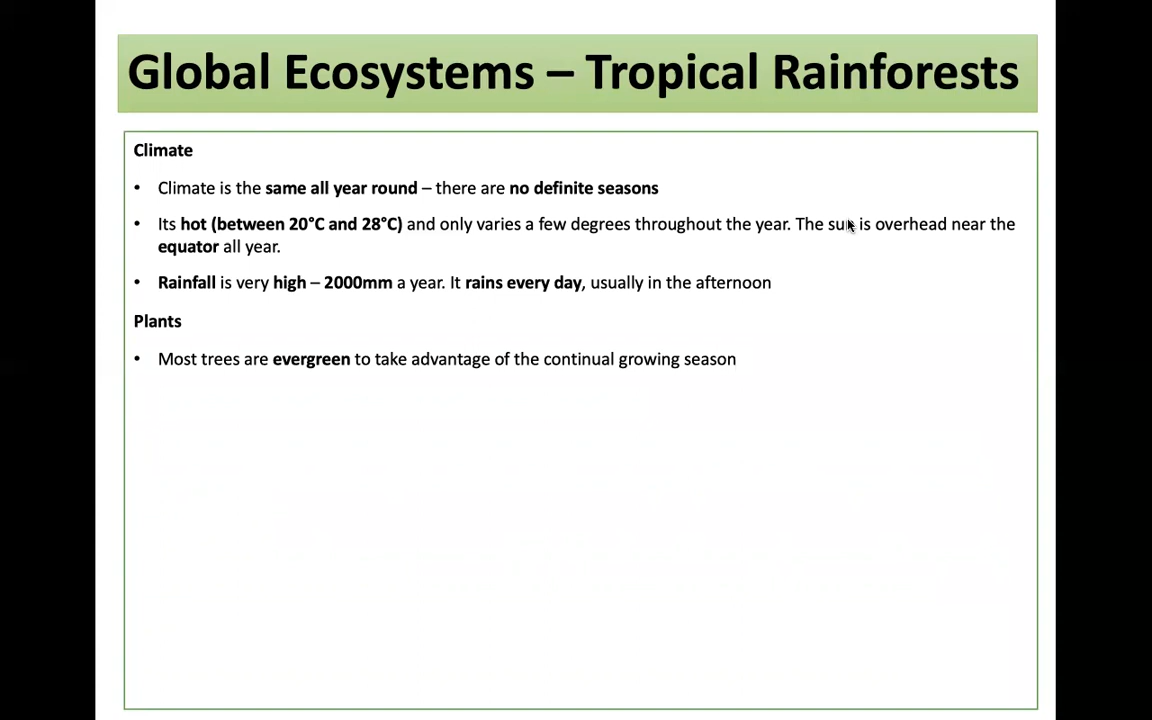 Global Ecosystems – Tropical Rainforests
Climate
• Climate is the same all year round – there are no definite seasons
• Its hot (between 20°C and 28°C) and only varies a few degrees throughout the year. The sun is overhead near the
equator all year.
• Rainfall is very high – 2000mm a year. It rains every day, usually in the afternoon
Plants
• Most trees are evergreen to take advantage of the continual growing season